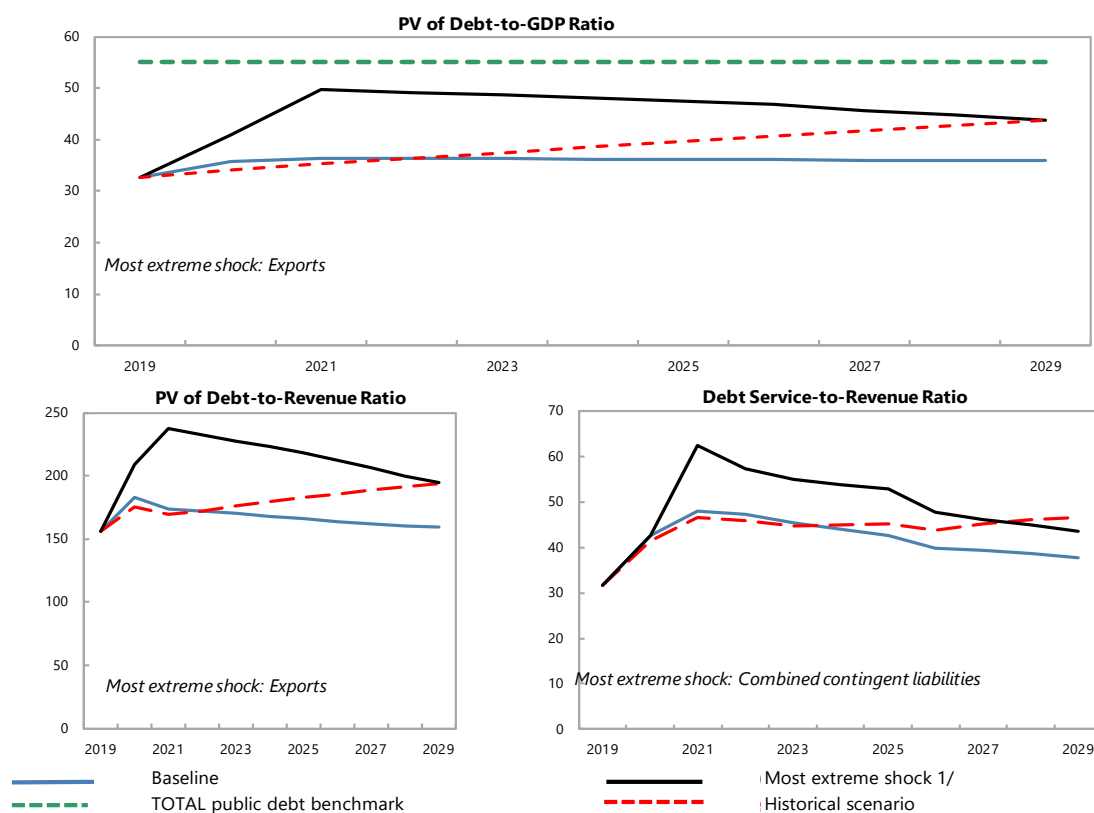 PV of Debt-to-GDP Ratio
60
50
40
30
20
10
0
Most extreme shock: Exports
2019 2021 2023 2025 2027 2029
PV of Debt-to-Revenue Ratio
250
200
150
100
50
0
Most extreme shock: Exports
2019 2021 2023 2025 2027 2029
Debt Service-to-Revenue Ratio
70
60
50
40
30
20
10
0
Most extreme shock: Combined contingent liabilities
2019 2021 2023 2025 2027 2029
Baseline
Most extreme shock 1/
TOTAL public debt benchmark
Historical scenario